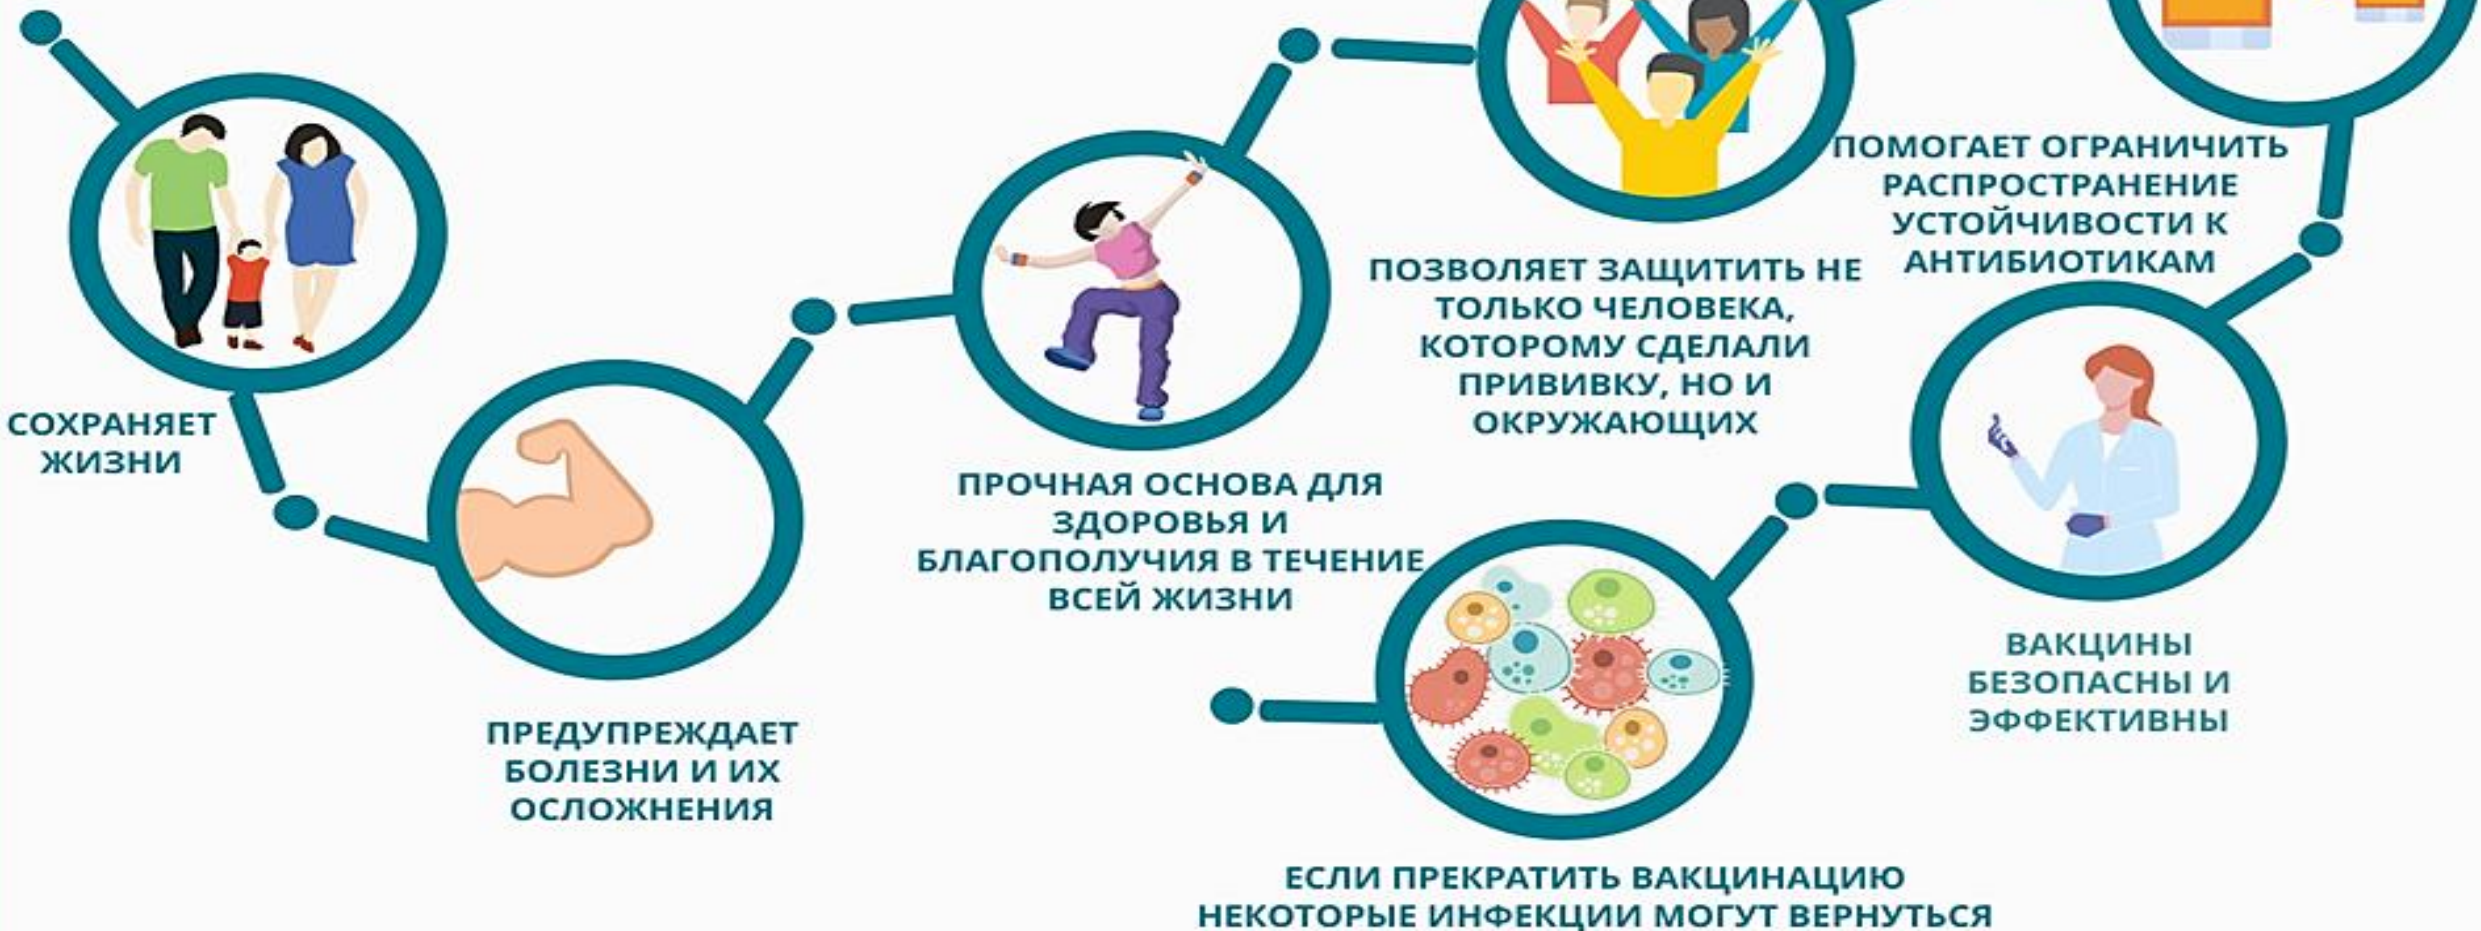 СОХРАНЯЕТ
ЖИЗНИ
ПРЕДУПРЕЖДАЕТ
БОЛЕЗНИ И ИХ
ОСЛОЖНЕНИЯ
ПРОЧНАЯ ОСНОВА ДЛЯ
ЗДОРОВЬЯ И
БЛАГОПОЛУЧИЯ В ТЕЧЕНИЕ
ВСЕЙ ЖИЗНИ
ПОЗВОЛЯЕТ ЗАЩИТИТЬ НЕ
ТОЛЬКО ЧЕЛОВЕКА,
КОТОРОМУ СДЕЛАЛИ
ПРИВИВКУ, НО И
ОКРУЖАЮЩИХ
ПОМОГАЕТ ОГРАНИЧИТЬ
РАСПРОСТРАНЕНИЕ
УСТОЙЧИВОСТИ К
АНТИБИОТИКАМ
ВАКЦИНЫ
БЕЗОПАСНЫ И
ЭФФЕКТИВНЫ
ЕСЛИ ПРЕКРАТИТЬ ВАКЦИНАЦИЮ
НЕКОТОРЫЕ ИНФЕКЦИИ МОГУТ ВЕРНУТЬСЯ